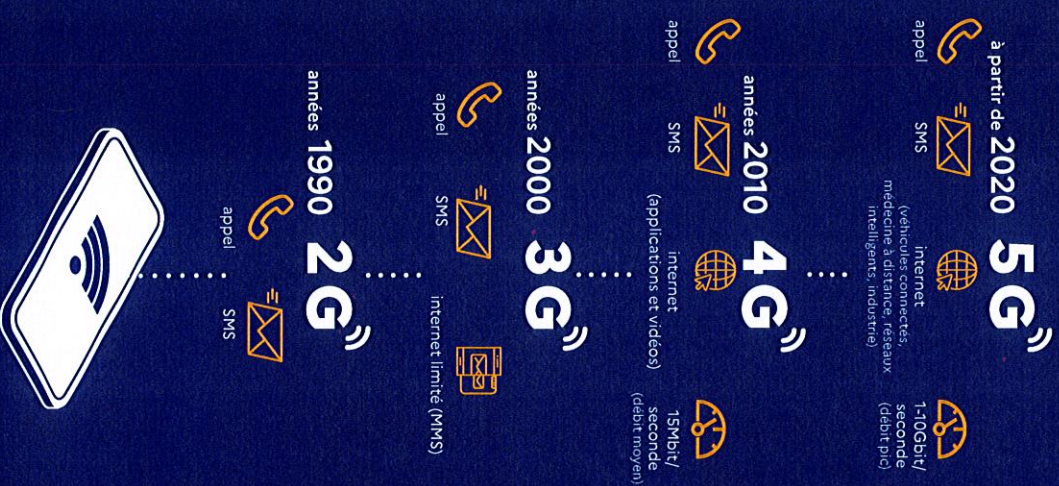 à partir de 2020 5G
appel
SMS
internet
(véhicules connectés,
médecine à distance, réseaux
intelligents, industrie)
1-10Gbit/
seconde
(débit pic)
années 2010 4G
appel
SMS
internet
(applications et vidéos)
15Mbit/
seconde
(débit moyen)
années 2000 3G
appel
SMS
internet limité (MMS)
années 1990 2G
appel
SMS